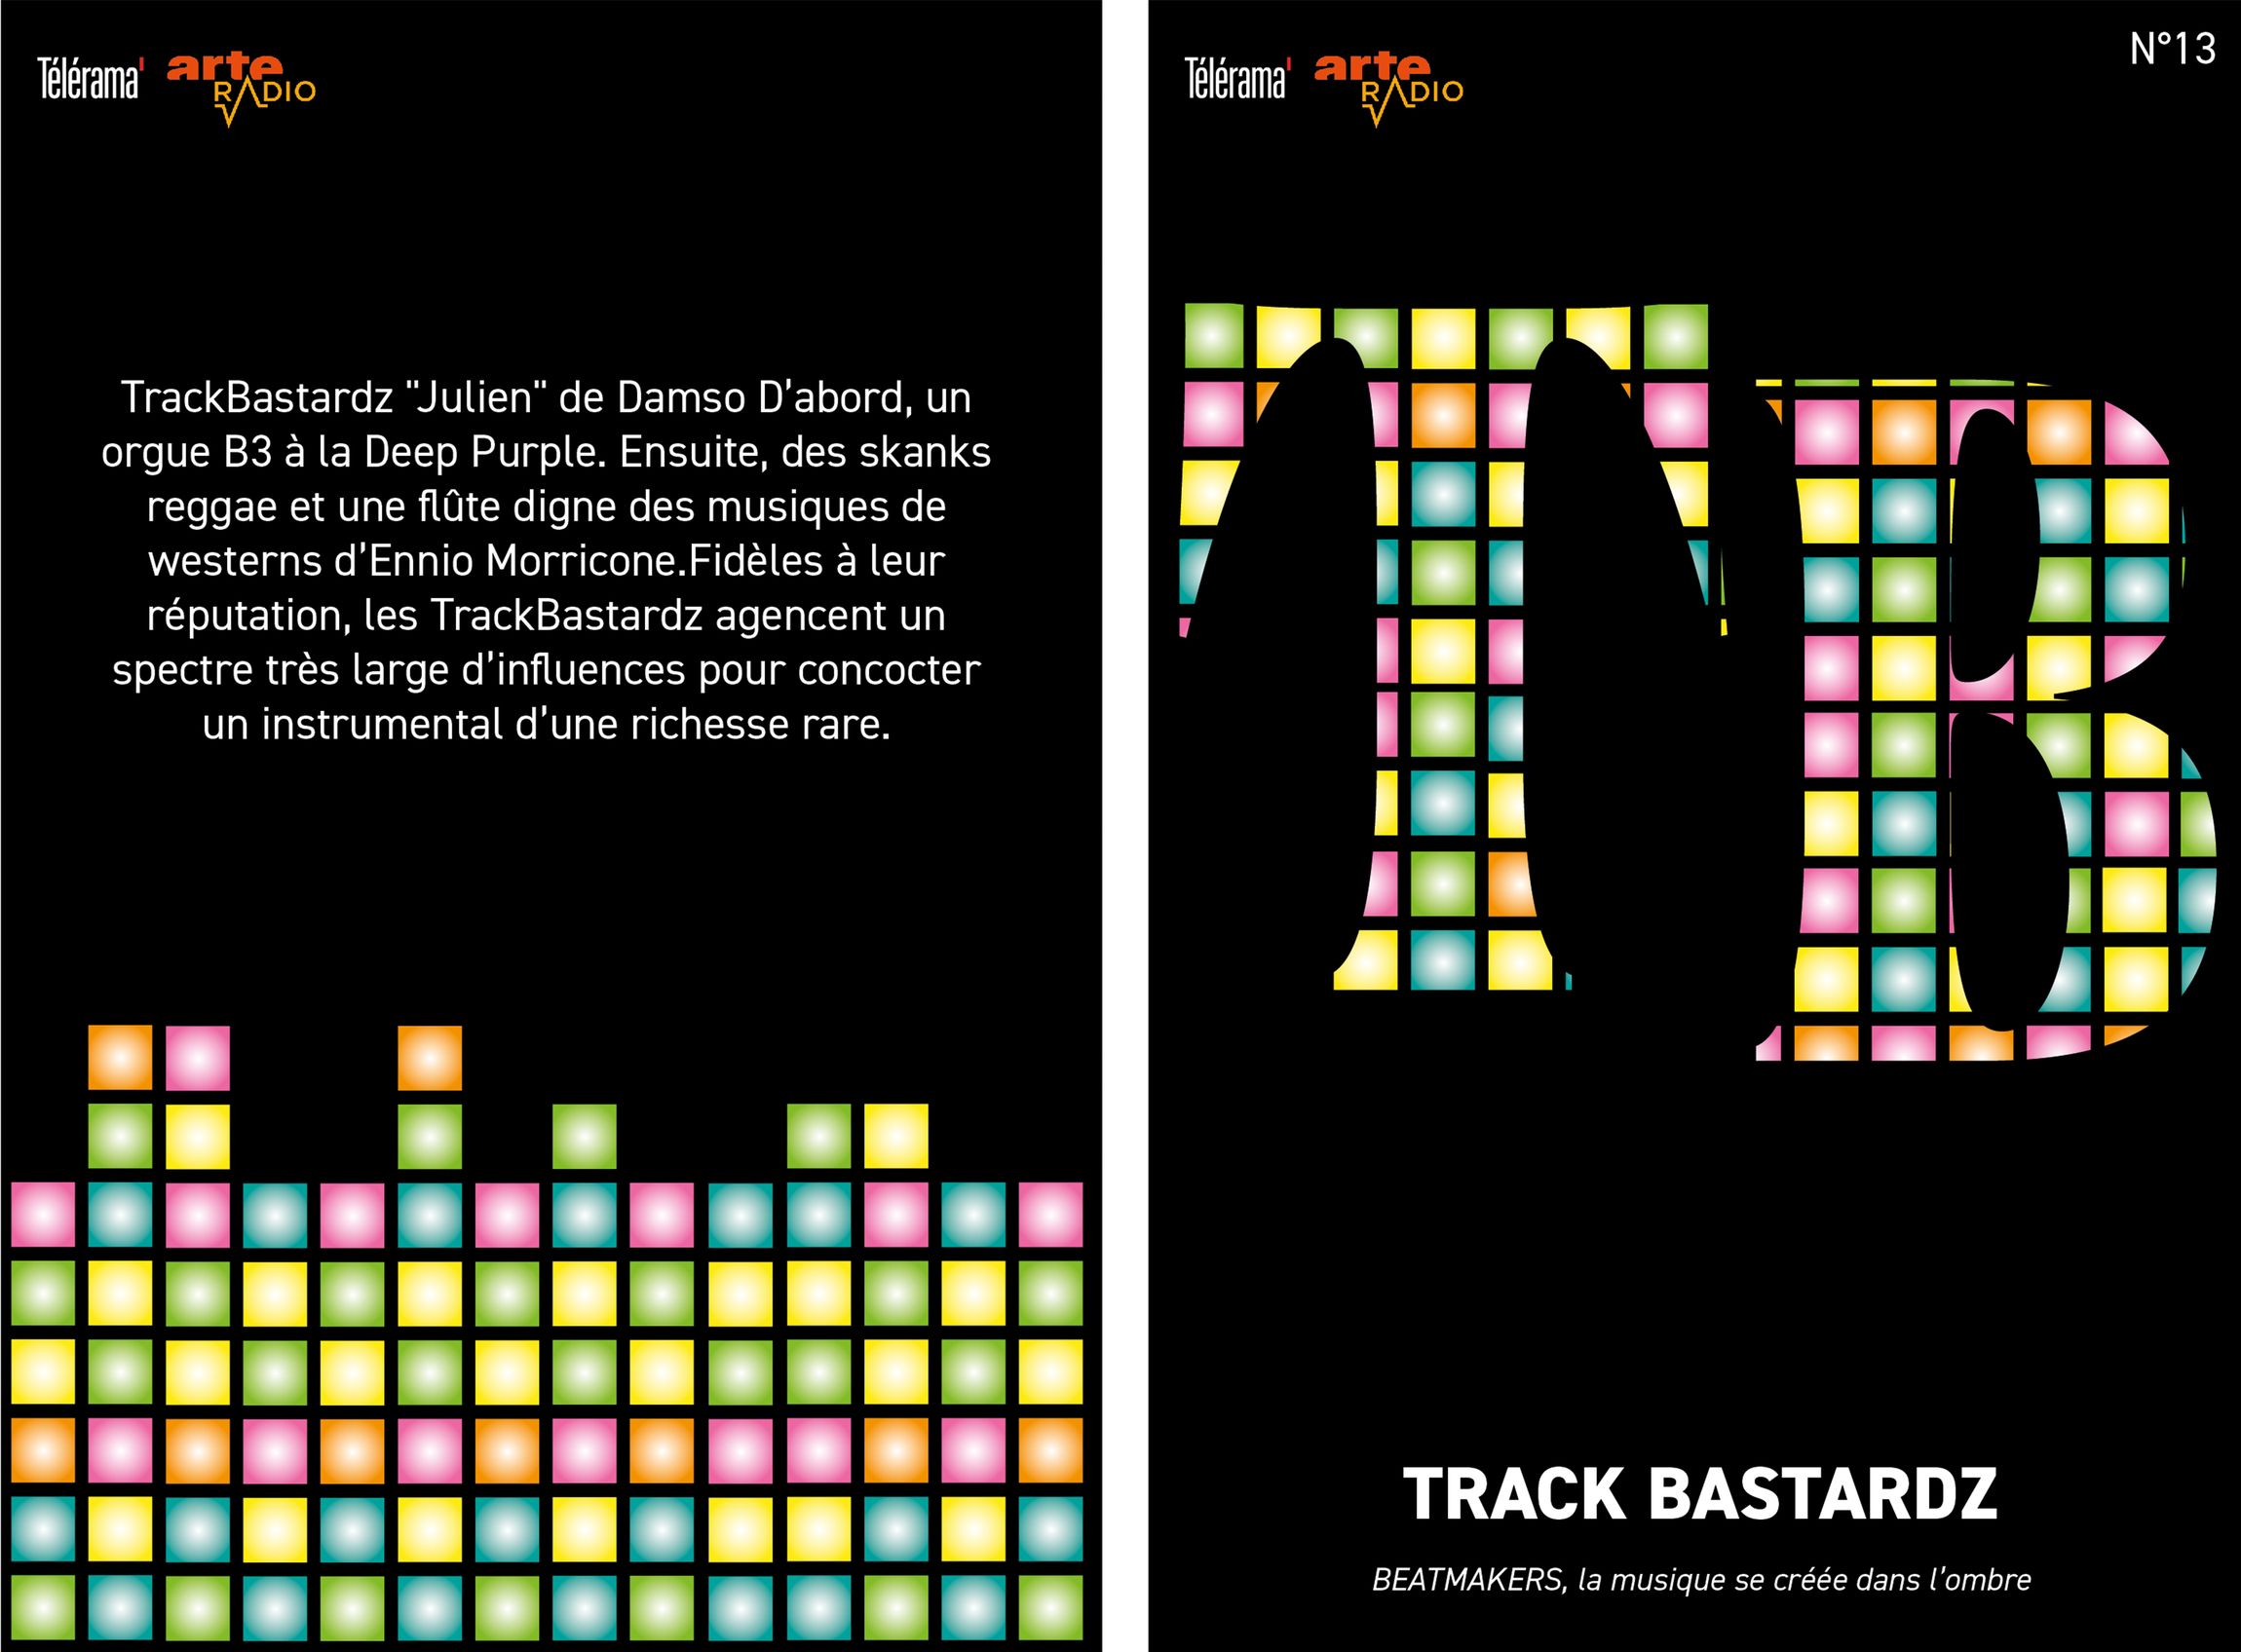 Télérama' arte
RADIO
TrackBastardz "Julien" de Damso D'abord, un
orgue B3 à la Deep Purple. Ensuite, des skanks
reggae et une flûte digne des musiques de
westerns d'Ennio Morricone.Fidèles à leur
réputation, les TrackBastardz agencent un
spectre très large d'influences pour concocter
un instrumental d'une richesse rare.
Télérama' arte
RADIO
N°13
TB
TRACK BASTARDZ
BEATMAKERS, la musique se créée dans l'ombre